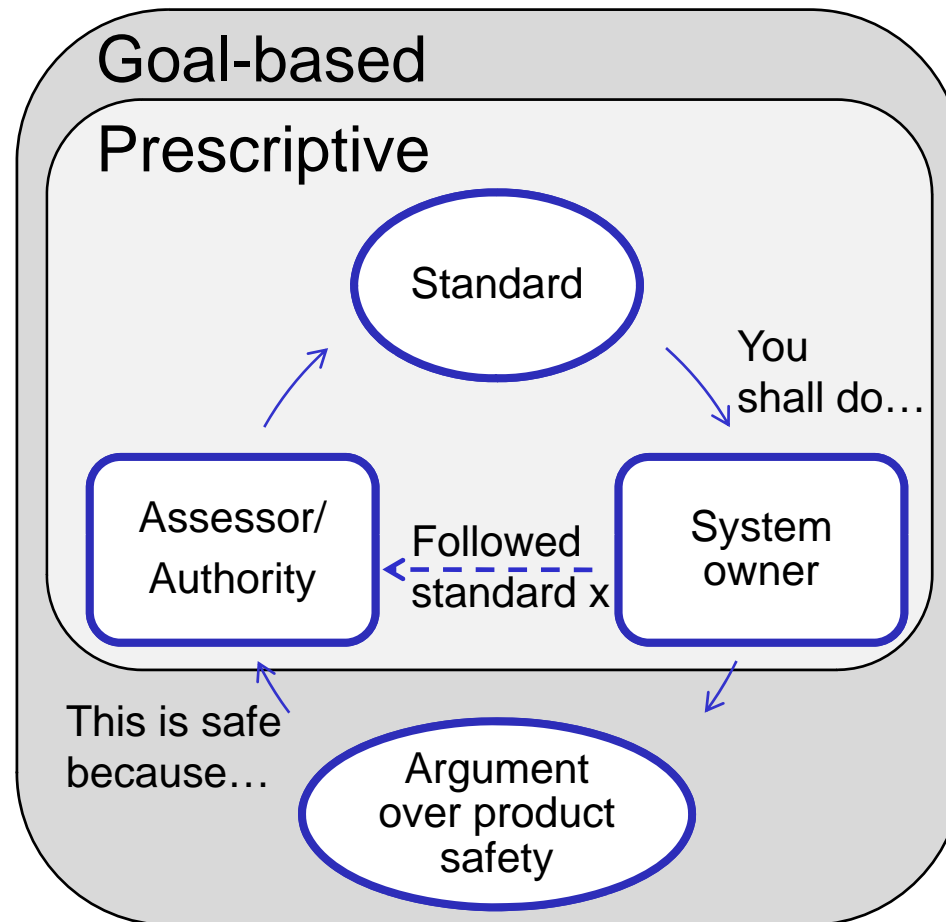 Goal-based
Prescriptive
Standard
You
shall do…
Assessor/
Authority
Followed
standard x
System
owner
This is safe
because…
Argument
over product
safety